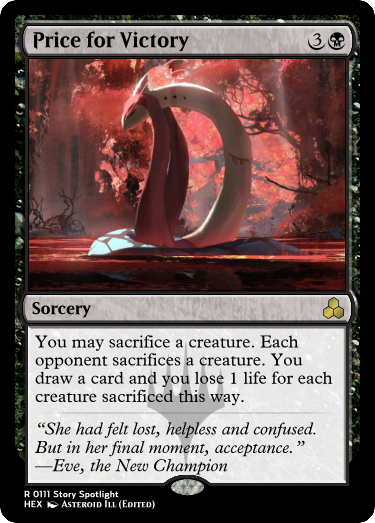 Price for Victory 3
Sorcery
You may sacrifice a creature. Each
opponent sacrifices a creature. You
draw a card and you lose 1 life for each
creature sacrificed this way.
“She had felt lost, helpless and confused.
But in her final moment, acceptance.”
—Eve, the New Champion
R 0111 Story Spotlight
HEX Asteroid Ill (Edited)